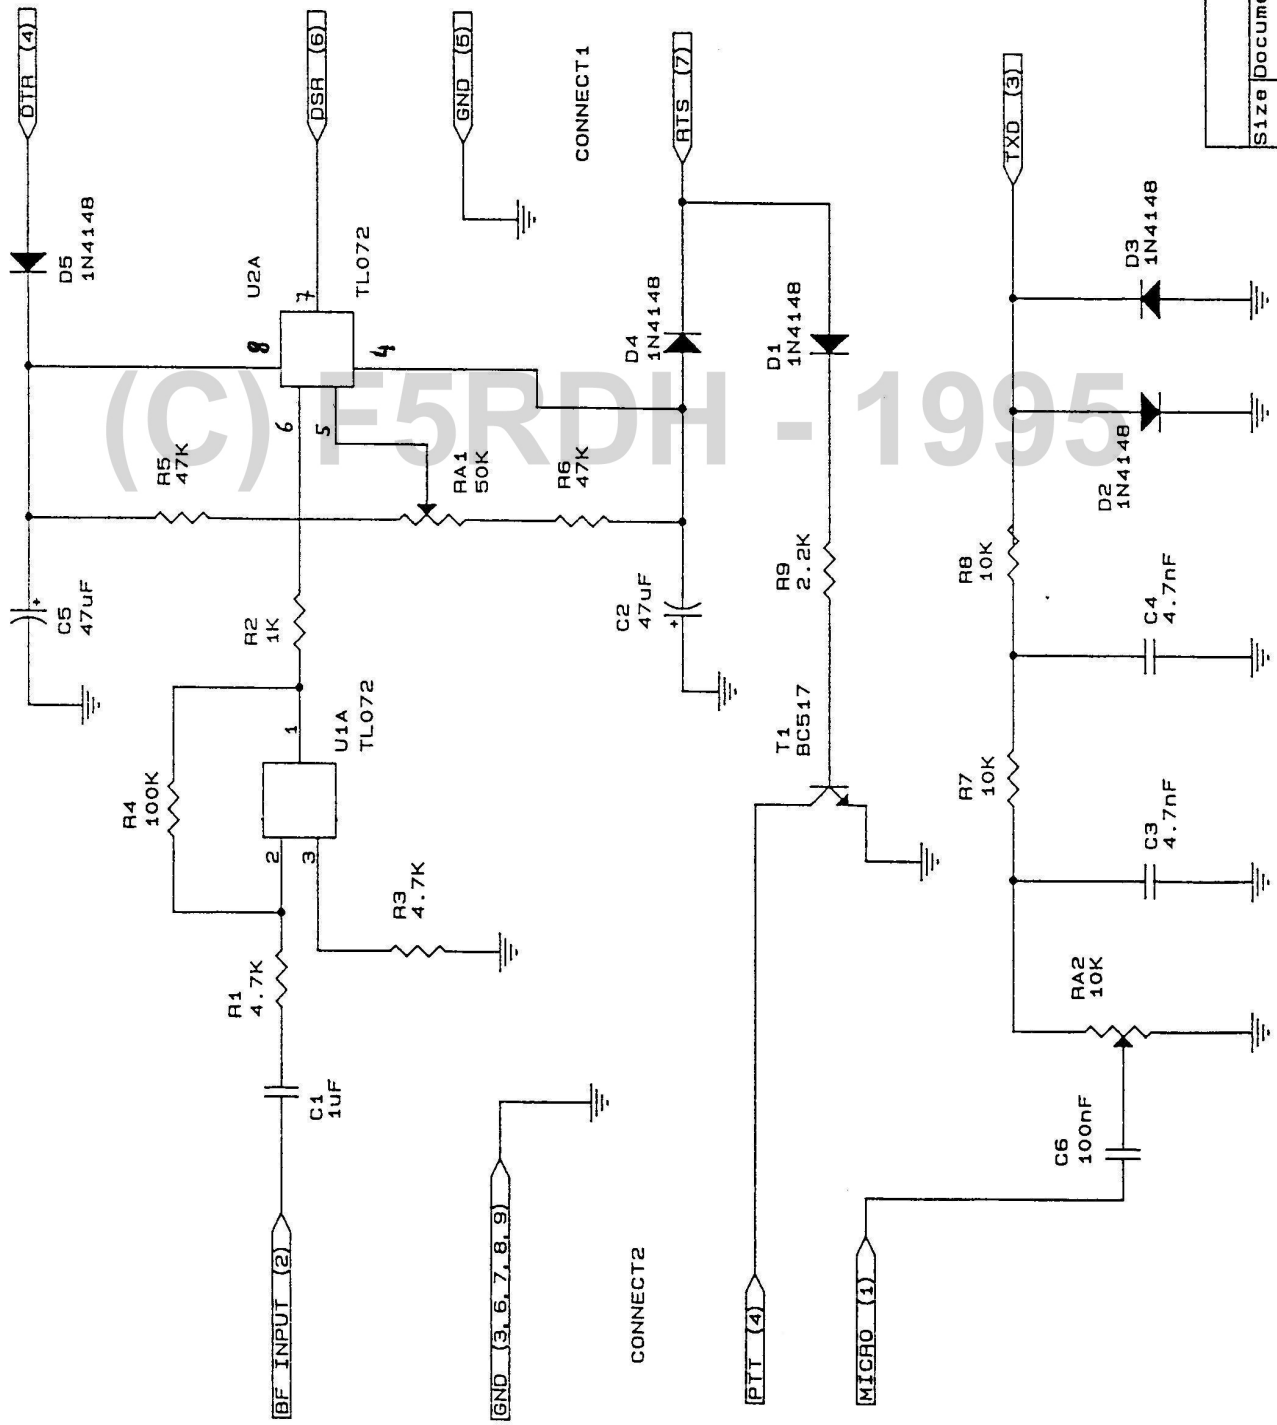 DTR (4)
DSR (6)
GND (5)
CONNECT1
RTS (7)
TXD (3)
Size
Docume
D5
1N4148
U2A
TL072
8
7
4
6
5
D4
1N4148
D1
1N4148
D3
1N4148
D2
1N4148
R5
47K
RA1
50K
R6
47K
(C) F5RDH - 1995
C5
47uF
R2
1K
C2
47uF
R9
2.2K
R8
10K
C4
4.7nF
R4
100K
1
U1A
TL072
2
3
T1
BC517
R7
10K
C3
4.7nF
R1
4.7K
R3
4.7K
RA2
10K
C1
1uF
C6
100nF
BF INPUT (2)
GND (3,6,7,8,9)
CONNECT2
PTT (4)
MICRO (1)